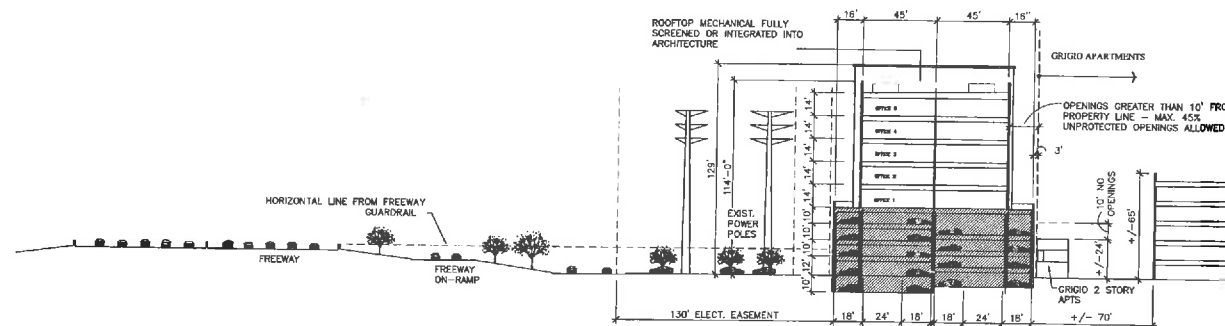 16'
45'
45'
16"
ROOFTOP MECHANICAL FULLY
SCREENED OR INTEGRATED INTO
ARCHITECTURE
GRIGIO APARTMENTS
OPENINGS GREATER THAN 10' FRO
PROPERTY LINE - MAX. 45%
UNPROTECTED OPENINGS ALLOWED
3'
129'
114'-0"
14'
14'
14'
14'
14'
10'
10'
10'
12'
10'
OFFICE 5
OFFICE 4
OFFICE 3
OFFICE 2
OFFICE 1
10' NO
OPENINGS
+/-24'
+/-65'
HORIZONTAL LINE FROM FREEWAY
GUARDRAIL
EXIST.
POWER
POLES
FREEWAY
FREEWAY
ON-RAMP
GRIGIO 2 STORY
APTS
130' ELECT. EASEMENT
18'
24'
18'
18'
24'
18'
+/- 70'